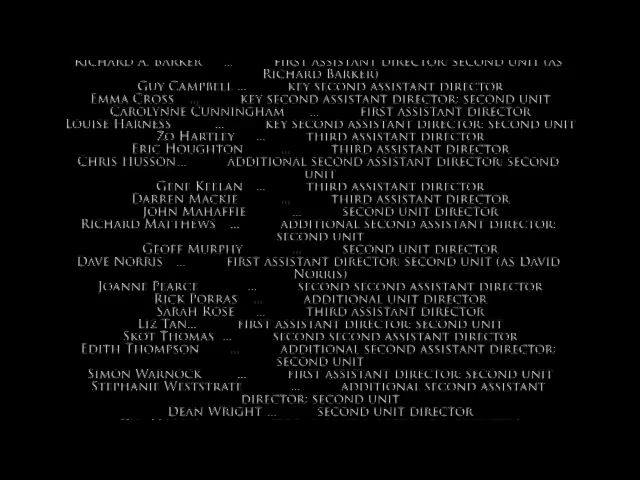 RICHARD A. BARKER ... FIRST ASSISTANT DIRECTOR: SECOND UNIT (AS
RICHARD BARKER)
GUY CAMPBELL ... KEY SECOND ASSISTANT DIRECTOR
EMMA CROSS ... KEY SECOND ASSISTANT DIRECTOR: SECOND UNIT
CAROLYNNE CUNNINGHAM ... FIRST ASSISTANT DIRECTOR
LOUISE HARNESS ... KEY SECOND ASSISTANT DIRECTOR: SECOND UNIT
ZO HARTLEY ... THIRD ASSISTANT DIRECTOR
ERIC HOUGHTON ... THIRD ASSISTANT DIRECTOR
CHRIS HUSSON... ADDITIONAL SECOND ASSISTANT DIRECTOR: SECOND
UNIT
GENE KEELAN ... THIRD ASSISTANT DIRECTOR
DARREN MACKIE ... THIRD ASSISTANT DIRECTOR
JOHN MAHAFFIE ... SECOND UNIT DIRECTOR
RICHARD MATTHEWS ... ADDITIONAL SECOND ASSISTANT DIRECTOR:
SECOND UNIT
GEOFF MURPHY ... SECOND UNIT DIRECTOR
DAVE NORRIS ... FIRST ASSISTANT DIRECTOR: SECOND UNIT (AS DAVID
NORRIS)
JOANNE PEARCE ... SECOND SECOND ASSISTANT DIRECTOR
RICK PORRAS ... ADDITIONAL UNIT DIRECTOR
SARAH ROSE ... THIRD ASSISTANT DIRECTOR
LIZ TAN... FIRST ASSISTANT DIRECTOR: SECOND UNIT
SKOT THOMAS ... SECOND SECOND ASSISTANT DIRECTOR
EDITH THOMPSON ... ADDITIONAL SECOND ASSISTANT DIRECTOR:
SECOND UNIT
SIMON WARNOCK ... FIRST ASSISTANT DIRECTOR: SECOND UNIT
STEPHANIE WESTSTRATE ... ADDITIONAL SECOND ASSISTANT
DIRECTOR: SECOND UNIT
DEAN WRIGHT ... SECOND UNIT DIRECTOR